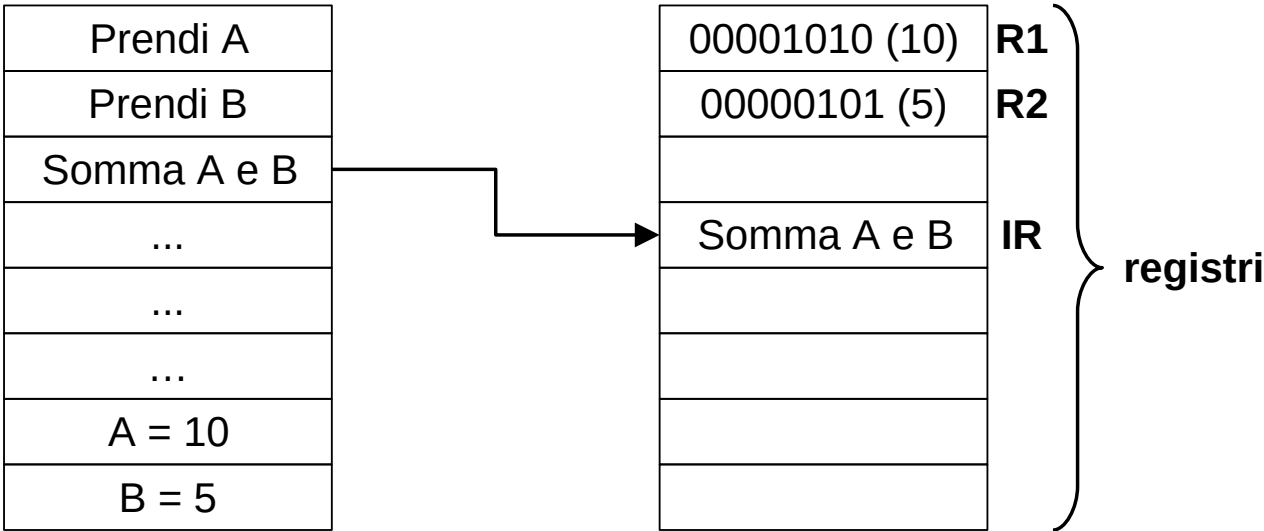 Prendi A
Prendi B
Somma A e B
...
...
...
A = 10
B = 5
00001010 (10) R1
00000101 (5) R2
Somma A e B IR
registri